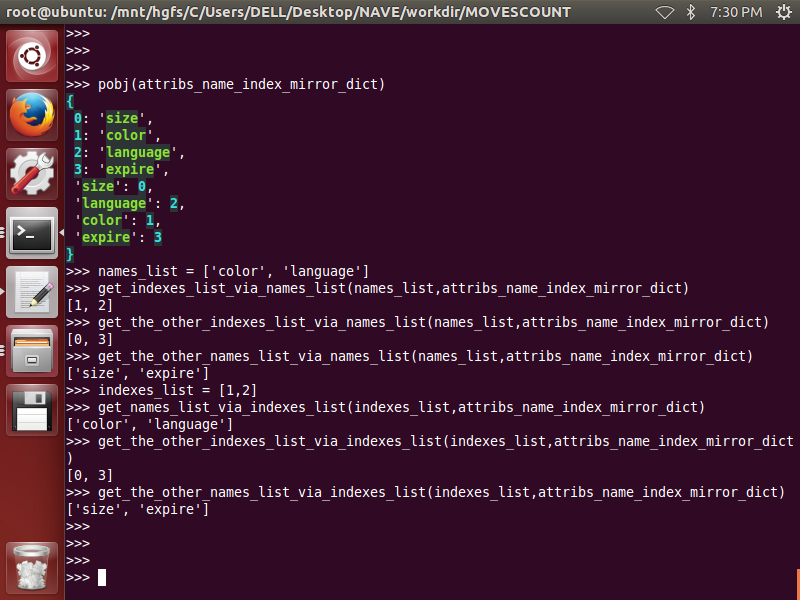 root@ubuntu: /mnt/hgfs/C/Users/DELL/Desktop/NAVE/workdir/MOVESCOUNT 7:30 PM
>>>
>>>
>>>
>>> pobj(attribs_name_index_mirror_dict)
{
 0: 'size',
 1: 'color',
 2: 'language',
 3: 'expire',
 'size': 0,
 'language': 2,
 'color': 1,
 'expire': 3
}
>>> names_list = ['color', 'language']
>>> get_indexes_list_via_names_list(names_list,attribs_name_index_mirror_dict)
[1, 2]
>>> get_the_other_indexes_list_via_names_list(names_list,attribs_name_index_mirror_dict)
[0, 3]
>>> get_the_other_names_list_via_names_list(names_list,attribs_name_index_mirror_dict)
['size', 'expire']
>>> indexes_list = [1,2]
>>> get_names_list_via_indexes_list(indexes_list,attribs_name_index_mirror_dict)
['color', 'language']
>>> get_the_other_indexes_list_via_indexes_list(indexes_list,attribs_name_index_mirror_dict
)
[0, 3]
>>> get_the_other_names_list_via_indexes_list(indexes_list,attribs_name_index_mirror_dict)
['size', 'expire']
>>>
>>>
>>>
>>>